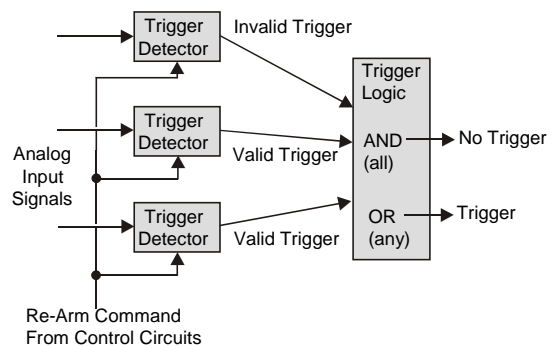 Trigger
Detector
Invalid Trigger
Trigger
Logic
Trigger
Detector
Valid Trigger
AND
(all)
No Trigger
Analog
Input
Signals
Trigger
Detector
Valid Trigger
OR
(any)
Trigger
Re-Arm Command
From Control Circuits